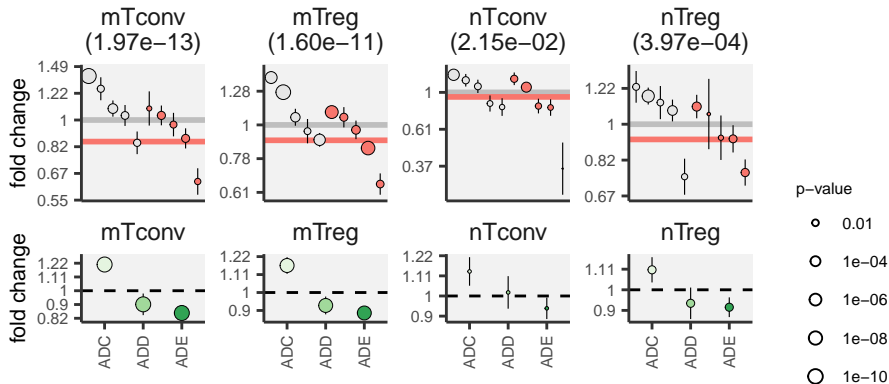 mTconv
(1.97e−13)
mTreg
(1.60e−11)
nTconv
(2.15e−02)
nTreg
(3.97e−04)
fold change
1.49
1.22
1
0.82
0.67
0.55
1.28
1
0.78
0.61
1
0.61
0.37
1.22
1
0.82
0.67
mTconv
mTreg
nTconv
nTreg
fold change
1.22
1.11
1
0.9
0.82
1.22
1.11
1
0.9
1.22
1.11
1
0.9
1.11
1
0.9
ADC
ADD
ADE
ADC
ADD
ADE
ADC
ADD
ADE
ADC
ADD
ADE
p−value
0.01
1e−04
1e−06
1e−08
1e−10